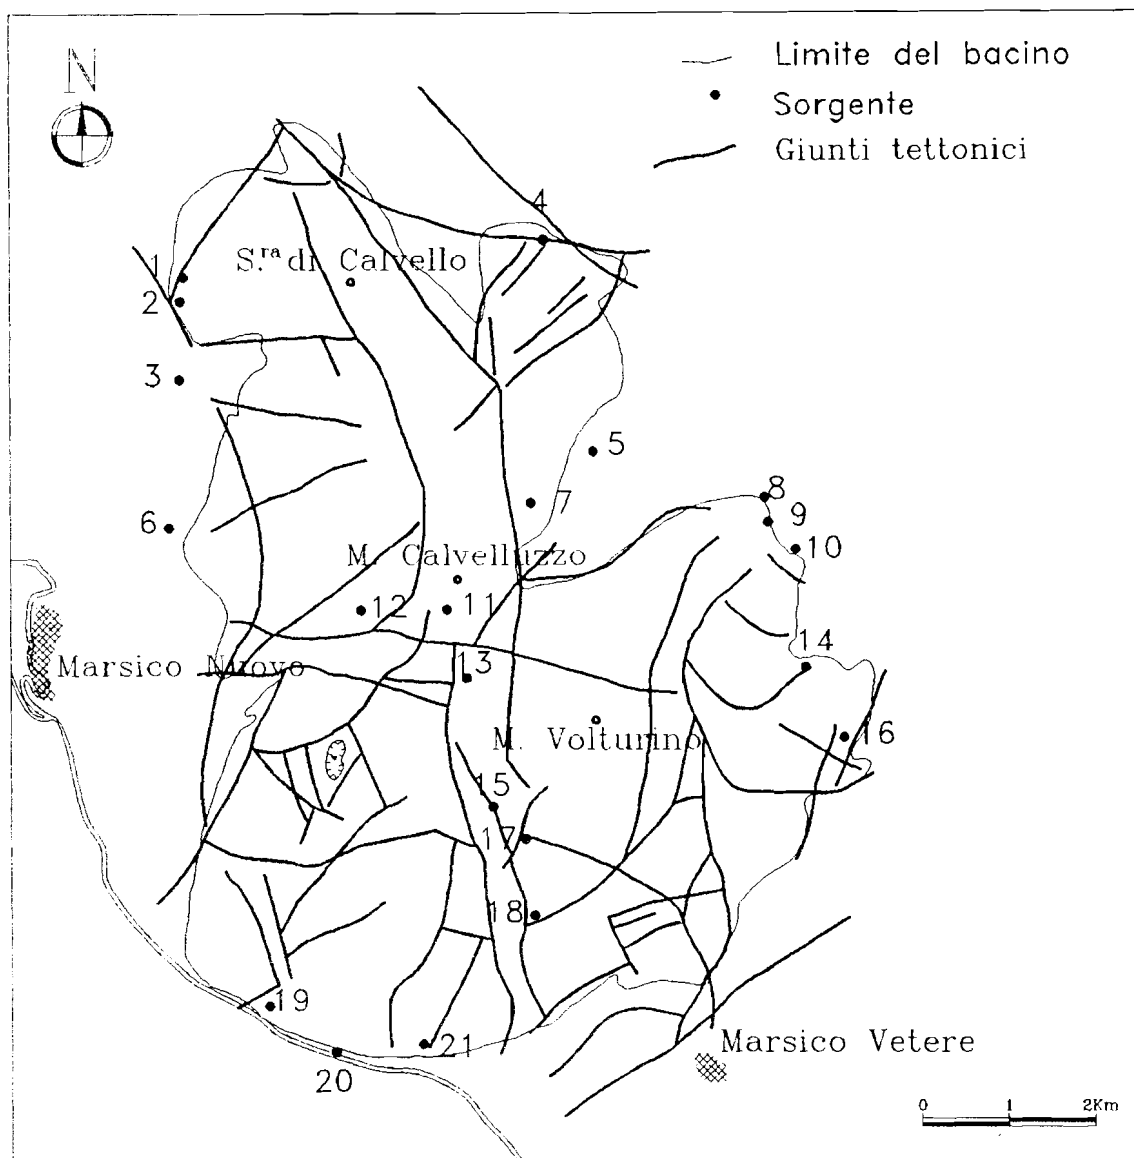 N
Limite del bacino
Sorgente
Giunti tettonici
4
1
S.ra di Calvello
2
3
5
7
8
9
6
10
M. Calvelluzzo
12
11
14
13
Marsico Nuovo
16
M. Volturino
15
17
18
19
21
Marsico Vetere
20
0 1 2Km